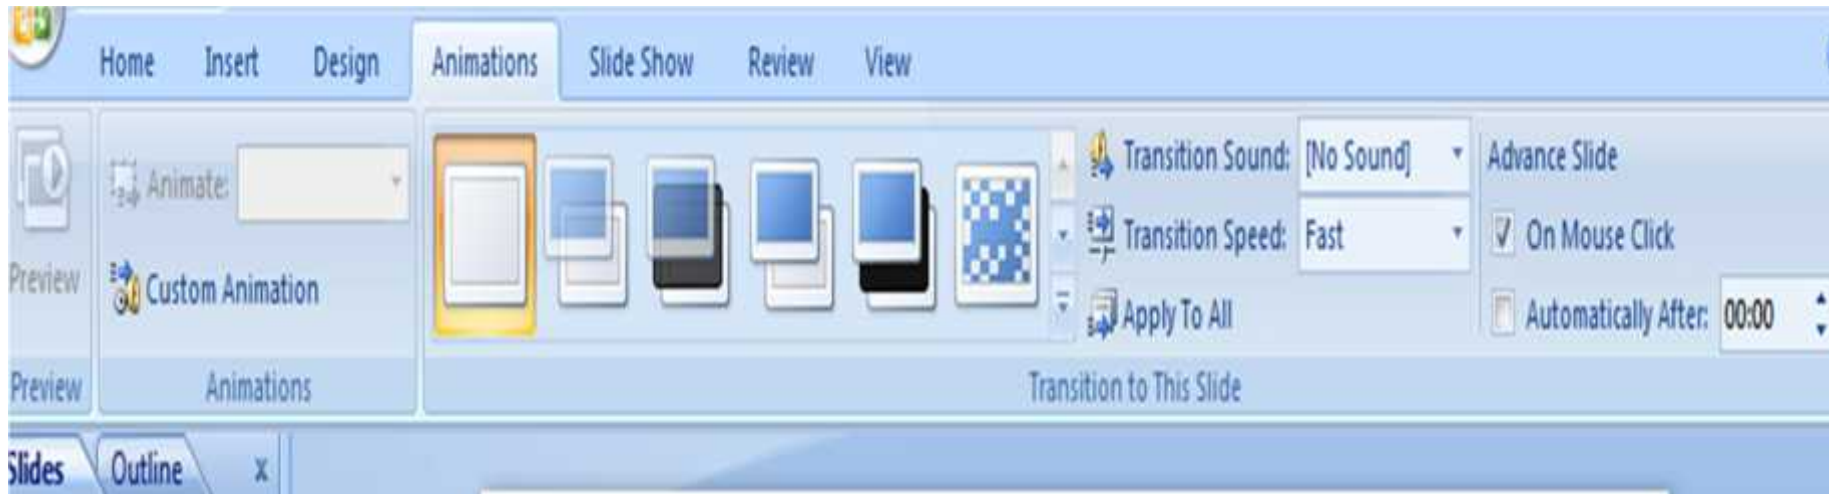 Home Insert Design Animations Slide Show Review View
Animate:
Custom Animation
Preview
Transition Sound: [No Sound]
Transition Speed: Fast
Apply To All
Advance Slide
On Mouse Click
Automatically After: 00:00
Preview
Animations
Transition to This Slide
Slides Outline x